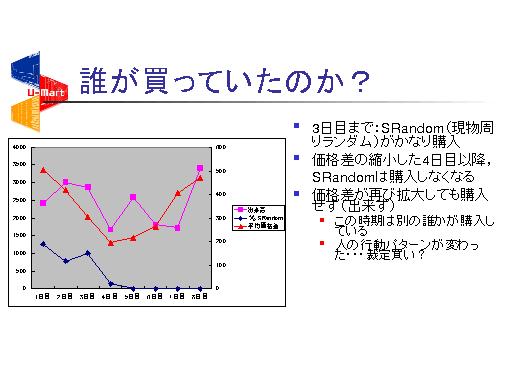 U-Mart
誰が買っていたのか？
3日目まで：SRandom（現物周
りランダム）がかなり購入
価格差の縮小した4日目以降，
SRandomは購入しなくなる
価格差が再び拡大しても購入
せず（出来ず）
この時期は別の誰かが購入し
ている
人の行動パターンが変わっ
た・・・裁定買い？
4000
3500
3000
2500
2000
1500
1000
500
0
600
500
400
300
200
100
0
出来高
SRandom
平均価格差
1日目 2日目 3日目 4日目 5日目 6日目 7日目 8日目